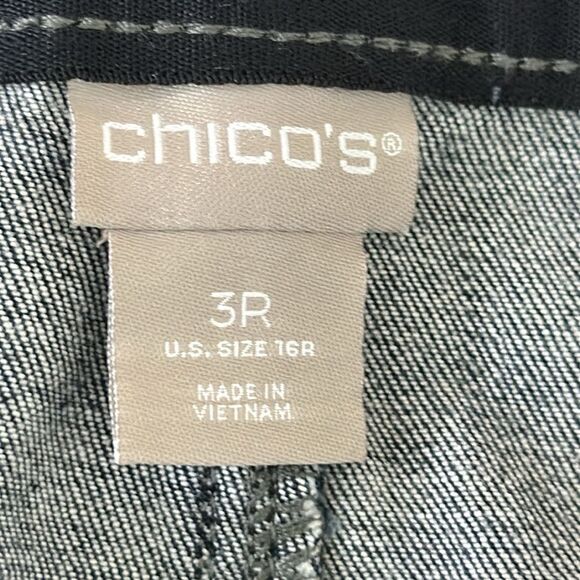 chico's®
3R
U.S. SIZE 16R
MADE IN
VIETNAM